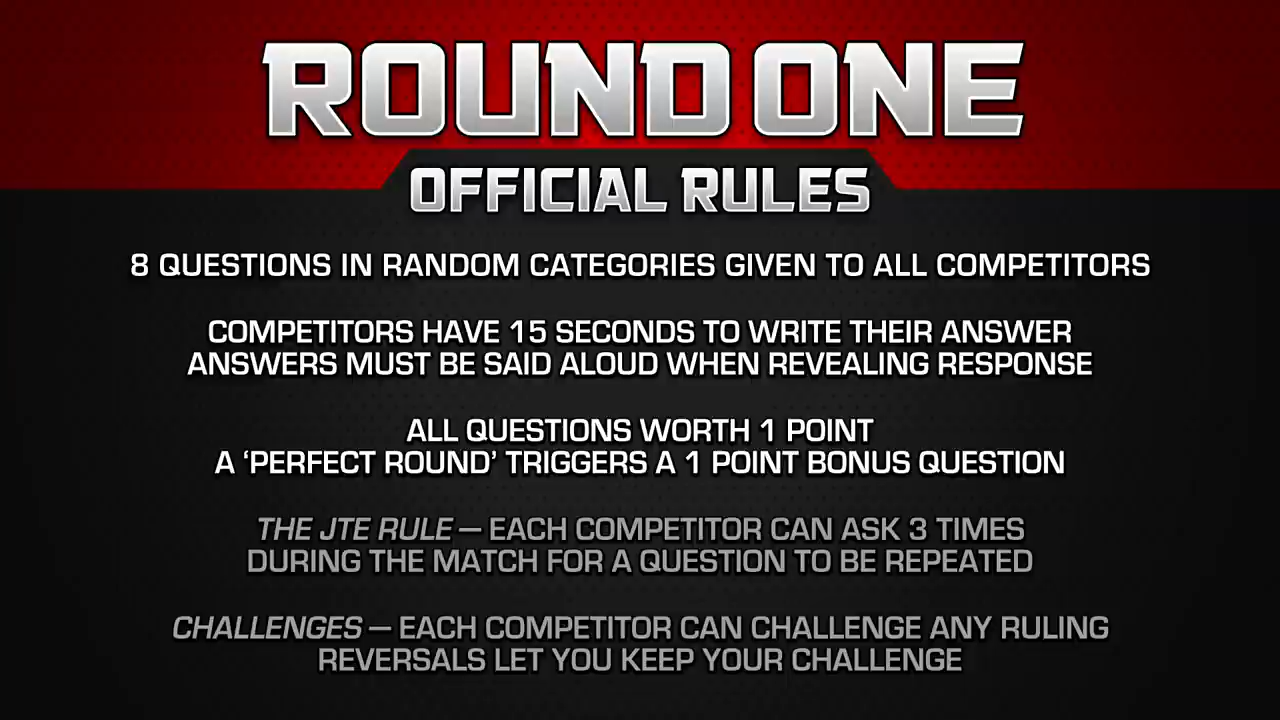 ROUND ONE
OFFICIAL RULES
8 QUESTIONS IN RANDOM CATEGORIES GIVEN TO ALL COMPETITORS
COMPETITORS HAVE 15 SECONDS TO WRITE THEIR ANSWER
ANSWERS MUST BE SAID ALOUD WHEN REVEALING RESPONSE
ALL QUESTIONS WORTH 1 POINT
A ‘PERFECT ROUND’ TRIGGERS A 1 POINT BONUS QUESTION
THE JTE RULE – EACH COMPETITOR CAN ASK 3 TIMES
DURING THE MATCH FOR A QUESTION TO BE REPEATED
CHALLENGES – EACH COMPETITOR CAN CHALLENGE ANY RULING
REVERSALS LET YOU KEEP YOUR CHALLENGE